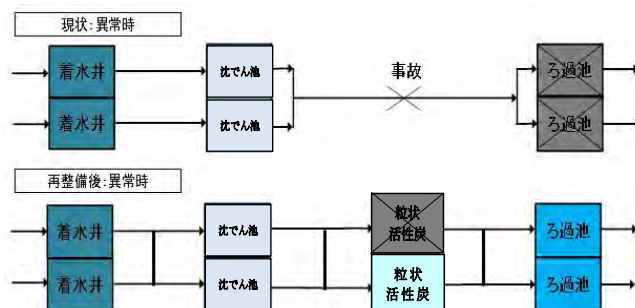 現状:異常時
着水井
沈でん池
事故
ろ過池
着水井
沈でん池
ろ過池
再整備後:異常時
着水井
沈でん池
粒状
活性炭
ろ過池
着水井
沈でん池
粒状
活性炭
ろ過池